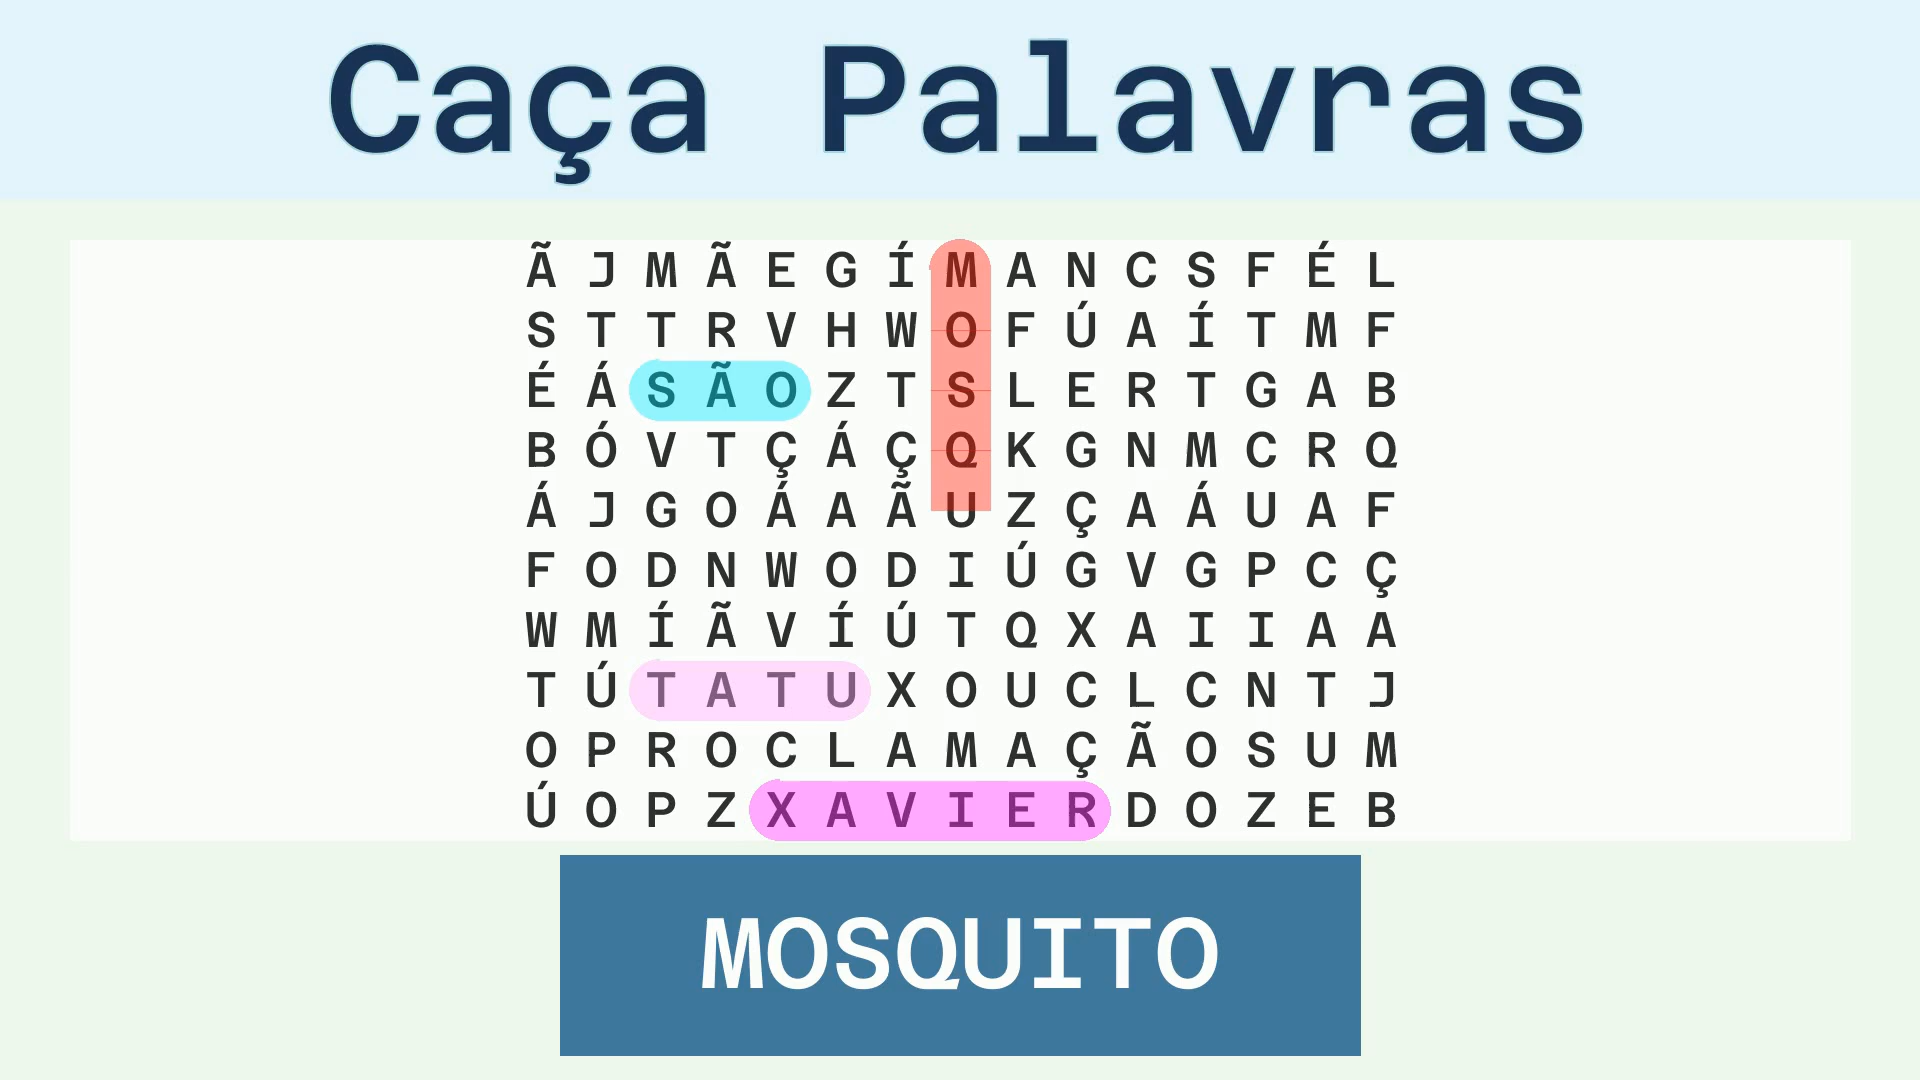 Caça Palavras
Ã J M Ã E G Í M A N C S F É L
S T T R V H W O F Ú A Í T M F
É Á S Ã O Z T S L E R T G A B
B Ó V T Ç Á Ç Q K G N M C R Q
Á J G O Á A Ã U Z Ç A Á U A F
F O D N W O D I Ú G V G P C Ç
W M Í Ã V Í Ú T Q X A I I A A
T Ú T A T U X O U C L C N T J
O P R O C L A M A Ç Ã O S U M
Ú O P Z X A V I E R D O Z E B
MOSQUITO